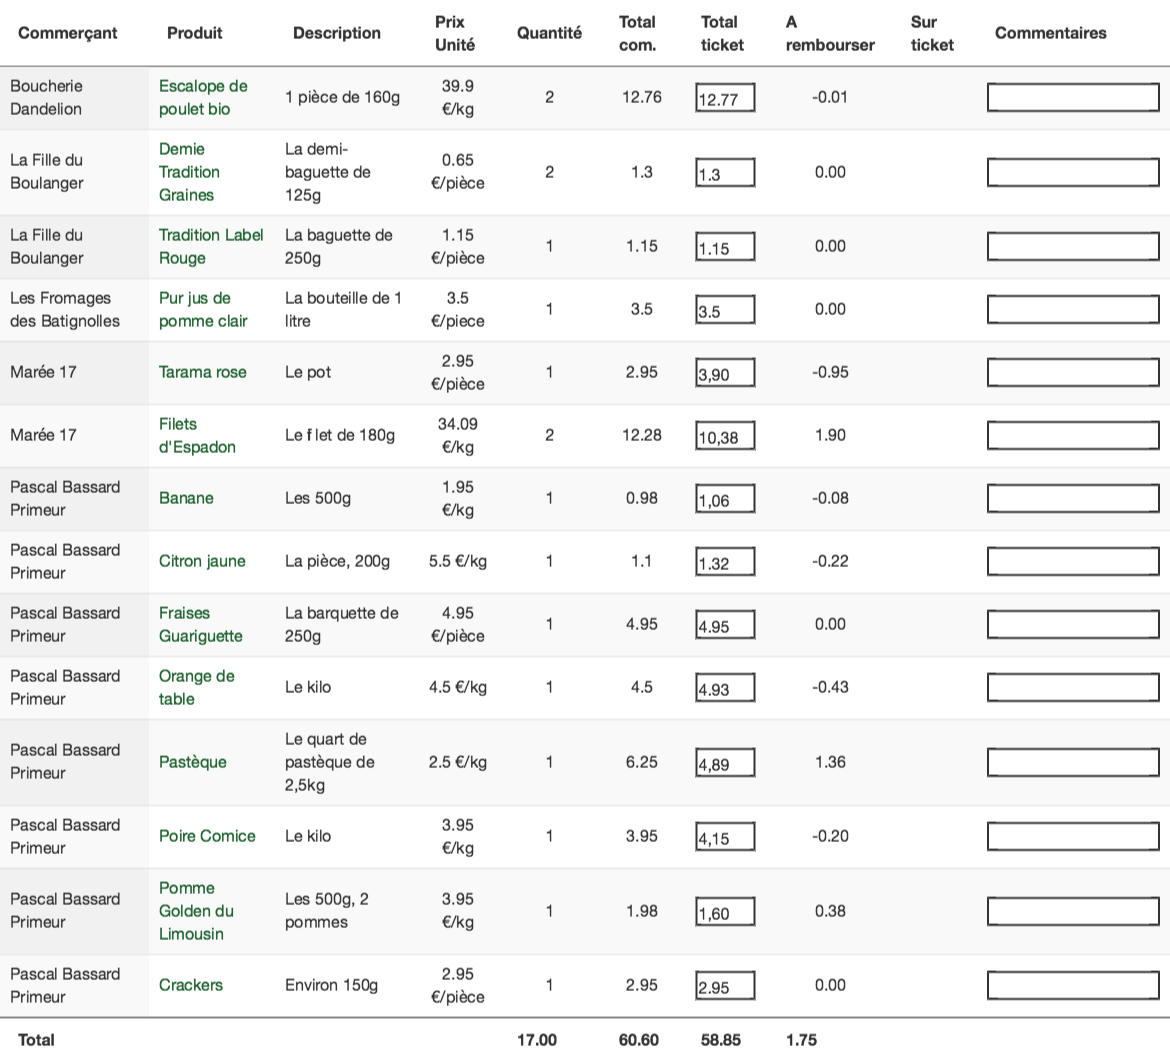 Commerçant Produit Description Prix Unité Quantité Total com. Total ticket A rembourser Sur ticket Commentaires
Boucherie Dandelion Escalope de poulet bio 1 pièce de 160g 39.9 €/kg 2 12.76 12.77 -0.01
La Fille du Boulanger Demie Tradition Graines La demi-baguette de 125g 0.65 €/pièce 2 1.3 1.3 0.00
La Fille du Boulanger Tradition Label Rouge La baguette de 250g 1.15 €/pièce 1 1.15 1.15 0.00
Les Fromages des Batignolles Pur jus de pomme clair La bouteille de 1 litre 3.5 €/piece 1 3.5 3.5 0.00
Marée 17 Tarama rose Le pot 2.95 €/pièce 1 2.95 3,90 -0.95
Marée 17 Filets d'Espadon Le f let de 180g 34.09 €/kg 2 12.28 10,38 1.90
Pascal Bassard Primeur Banane Les 500g 1.95 €/kg 1 0.98 1,06 -0.08
Pascal Bassard Primeur Citron jaune La pièce, 200g 5.5 €/kg 1 1.1 1.32 -0.22
Pascal Bassard Primeur Fraises Guariguette La barquette de 250g 4.95 €/pièce 1 4.95 4.95 0.00
Pascal Bassard Primeur Orange de table Le kilo 4.5 €/kg 1 4.5 4.93 -0.43
Pascal Bassard Primeur Pastèque Le quart de pastèque de 2,5kg 2.5 €/kg 1 6.25 4,89 1.36
Pascal Bassard Primeur Poire Comice Le kilo 3.95 €/kg 1 3.95 4,15 -0.20
Pascal Bassard Primeur Pomme Golden du Limousin Les 500g, 2 pommes 3.95 €/kg 1 1.98 1,60 0.38
Pascal Bassard Primeur Crackers Environ 150g 2.95 €/pièce 1 2.95 2.95 0.00
Total 17.00 60.60 58.85 1.75